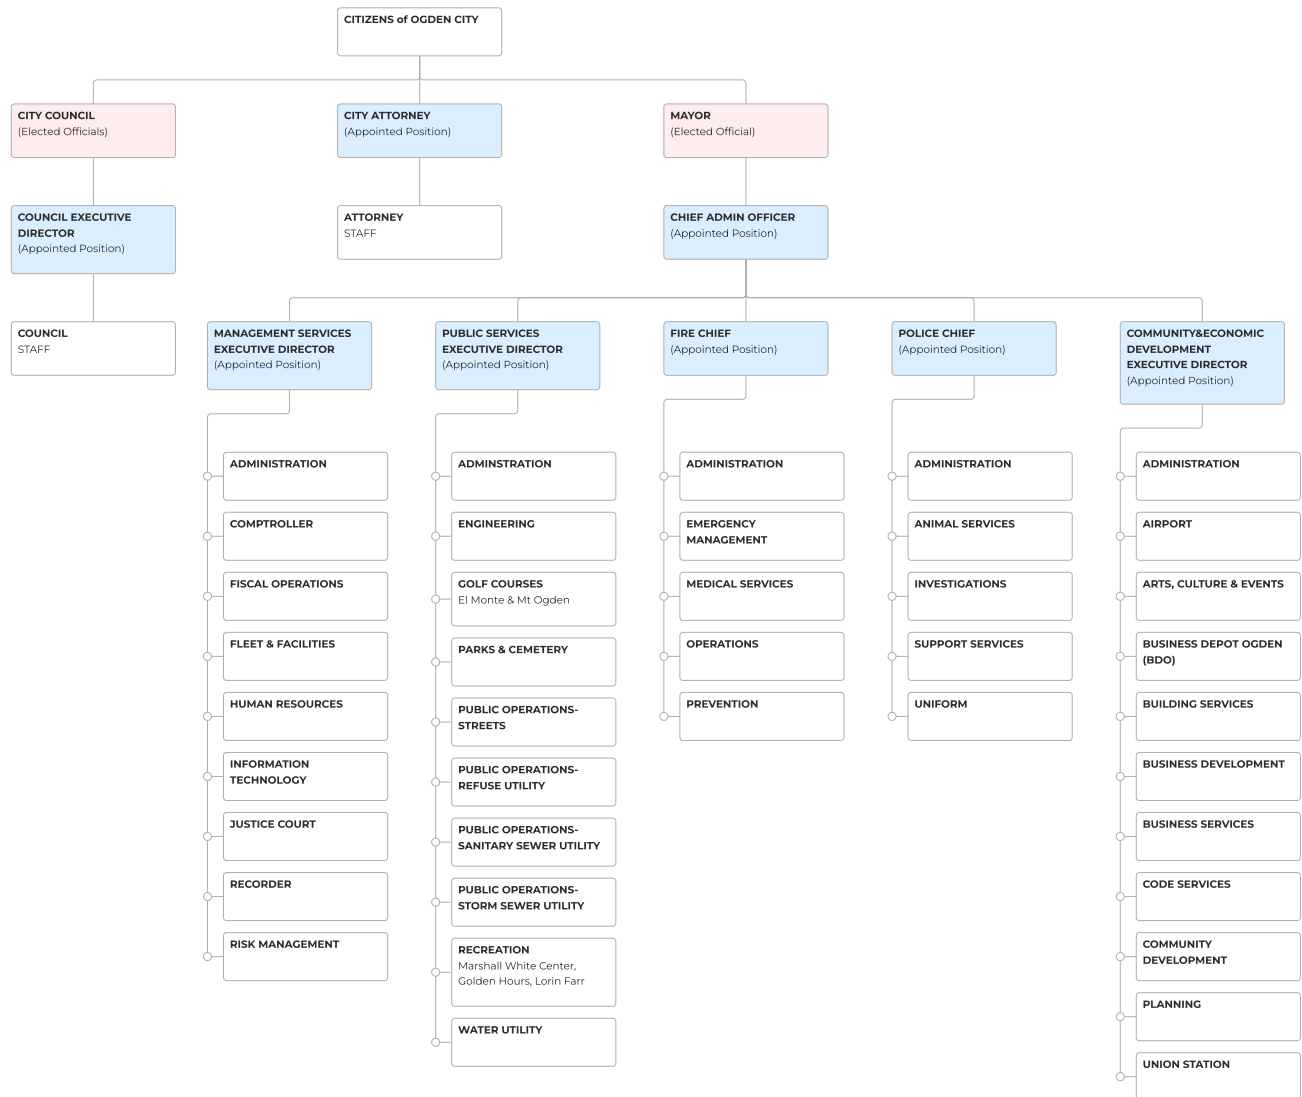 CITIZENS of OGDEN CITY
CITY COUNCIL
(Elected Officials)
CITY ATTORNEY
(Appointed Position)
MAYOR
(Elected Official)
COUNCIL EXECUTIVE
DIRECTOR
(Appointed Position)
ATTORNEY
STAFF
CHIEF ADMIN OFFICER
(Appointed Position)
COUNCIL
STAFF
MANAGEMENT SERVICES
EXECUTIVE DIRECTOR
(Appointed Position)
PUBLIC SERVICES
EXECUTIVE DIRECTOR
(Appointed Position)
FIRE CHIEF
(Appointed Position)
POLICE CHIEF
(Appointed Position)
COMMUNITY&ECONOMIC
DEVELOPMENT
EXECUTIVE DIRECTOR
(Appointed Position)
ADMINISTRATION
COMPTROLLER
FISCAL OPERATIONS
FLEET & FACILITIES
HUMAN RESOURCES
INFORMATION
TECHNOLOGY
JUSTICE COURT
RECORDER
RISK MANAGEMENT
ADMINSTRATION
ENGINEERING
GOLF COURSES
El Monte & Mt Ogden
PARKS & CEMETERY
PUBLIC OPERATIONS-
STREETS
PUBLIC OPERATIONS-
REFUSE UTILITY
PUBLIC OPERATIONS-
SANITARY SEWER UTILITY
PUBLIC OPERATIONS-
STORM SEWER UTILITY
RECREATION
Marshall White Center,
Golden Hours, Lorin Farr
WATER UTILITY
ADMINISTRATION
EMERGENCY
MANAGEMENT
MEDICAL SERVICES
OPERATIONS
PREVENTION
ADMINISTRATION
ANIMAL SERVICES
INVESTIGATIONS
SUPPORT SERVICES
UNIFORM
ADMINISTRATION
AIRPORT
ARTS, CULTURE & EVENTS
BUSINESS DEPOT OGDEN
(BDO)
BUILDING SERVICES
BUSINESS DEVELOPMENT
BUSINESS SERVICES
CODE SERVICES
COMMUNITY
DEVELOPMENT
PLANNING
UNION STATION